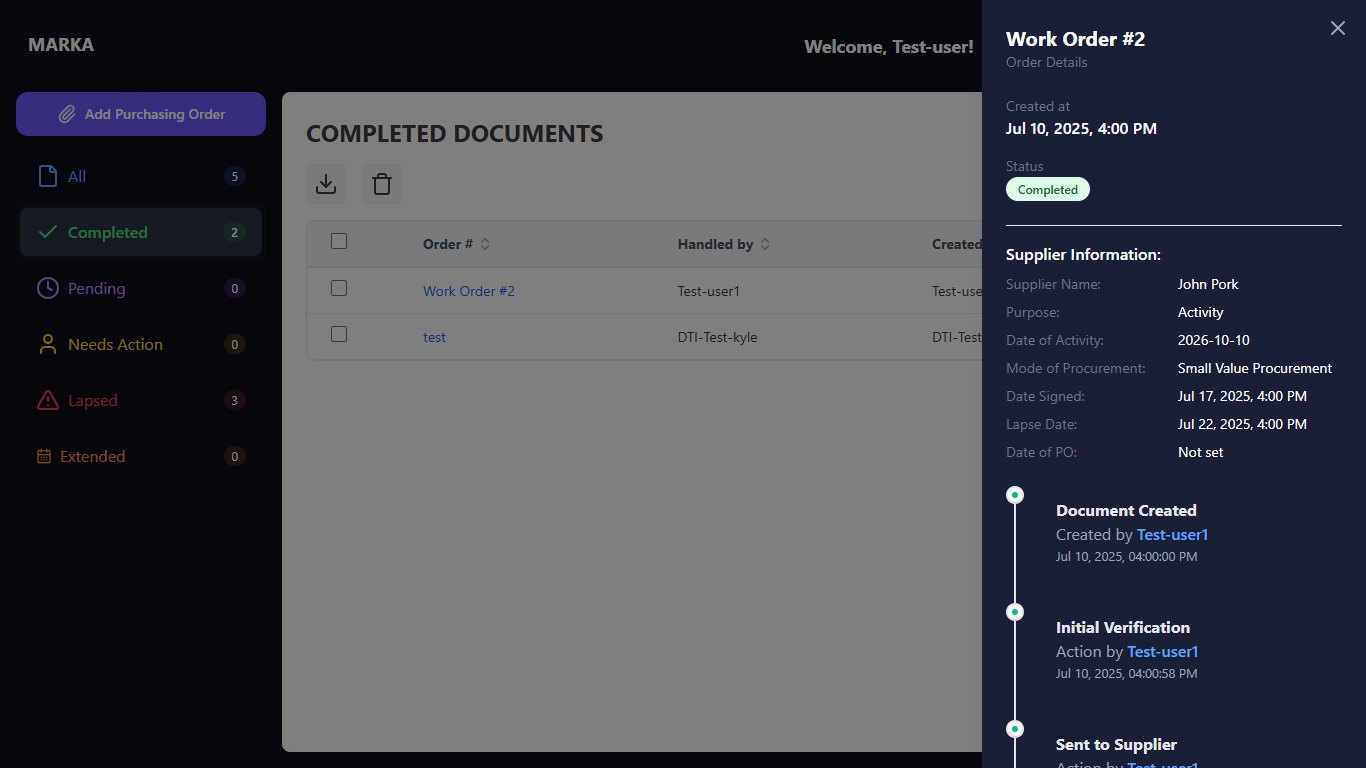 MARKA
Welcome, Test-user!
Add Purchasing Order
All 5
Completed 2
Pending 0
Needs Action 0
Lapsed 3
Extended 0
COMPLETED DOCUMENTS
Order # Handled by Created
Work Order #2 Test-user1 Test-use
test DTI-Test-kyle DTI-Test
Work Order #2
Order Details
Created at
Jul 10, 2025, 4:00 PM
Status
Completed
Supplier Information:
Supplier Name: John Pork
Purpose: Activity
Date of Activity: 2026-10-10
Mode of Procurement: Small Value Procurement
Date Signed: Jul 17, 2025, 4:00 PM
Lapse Date: Jul 22, 2025, 4:00 PM
Date of PO: Not set
Document Created
Created by Test-user1
Jul 10, 2025, 04:00:00 PM
Initial Verification
Action by Test-user1
Jul 10, 2025, 04:00:58 PM
Sent to Supplier
Action by Test-user1